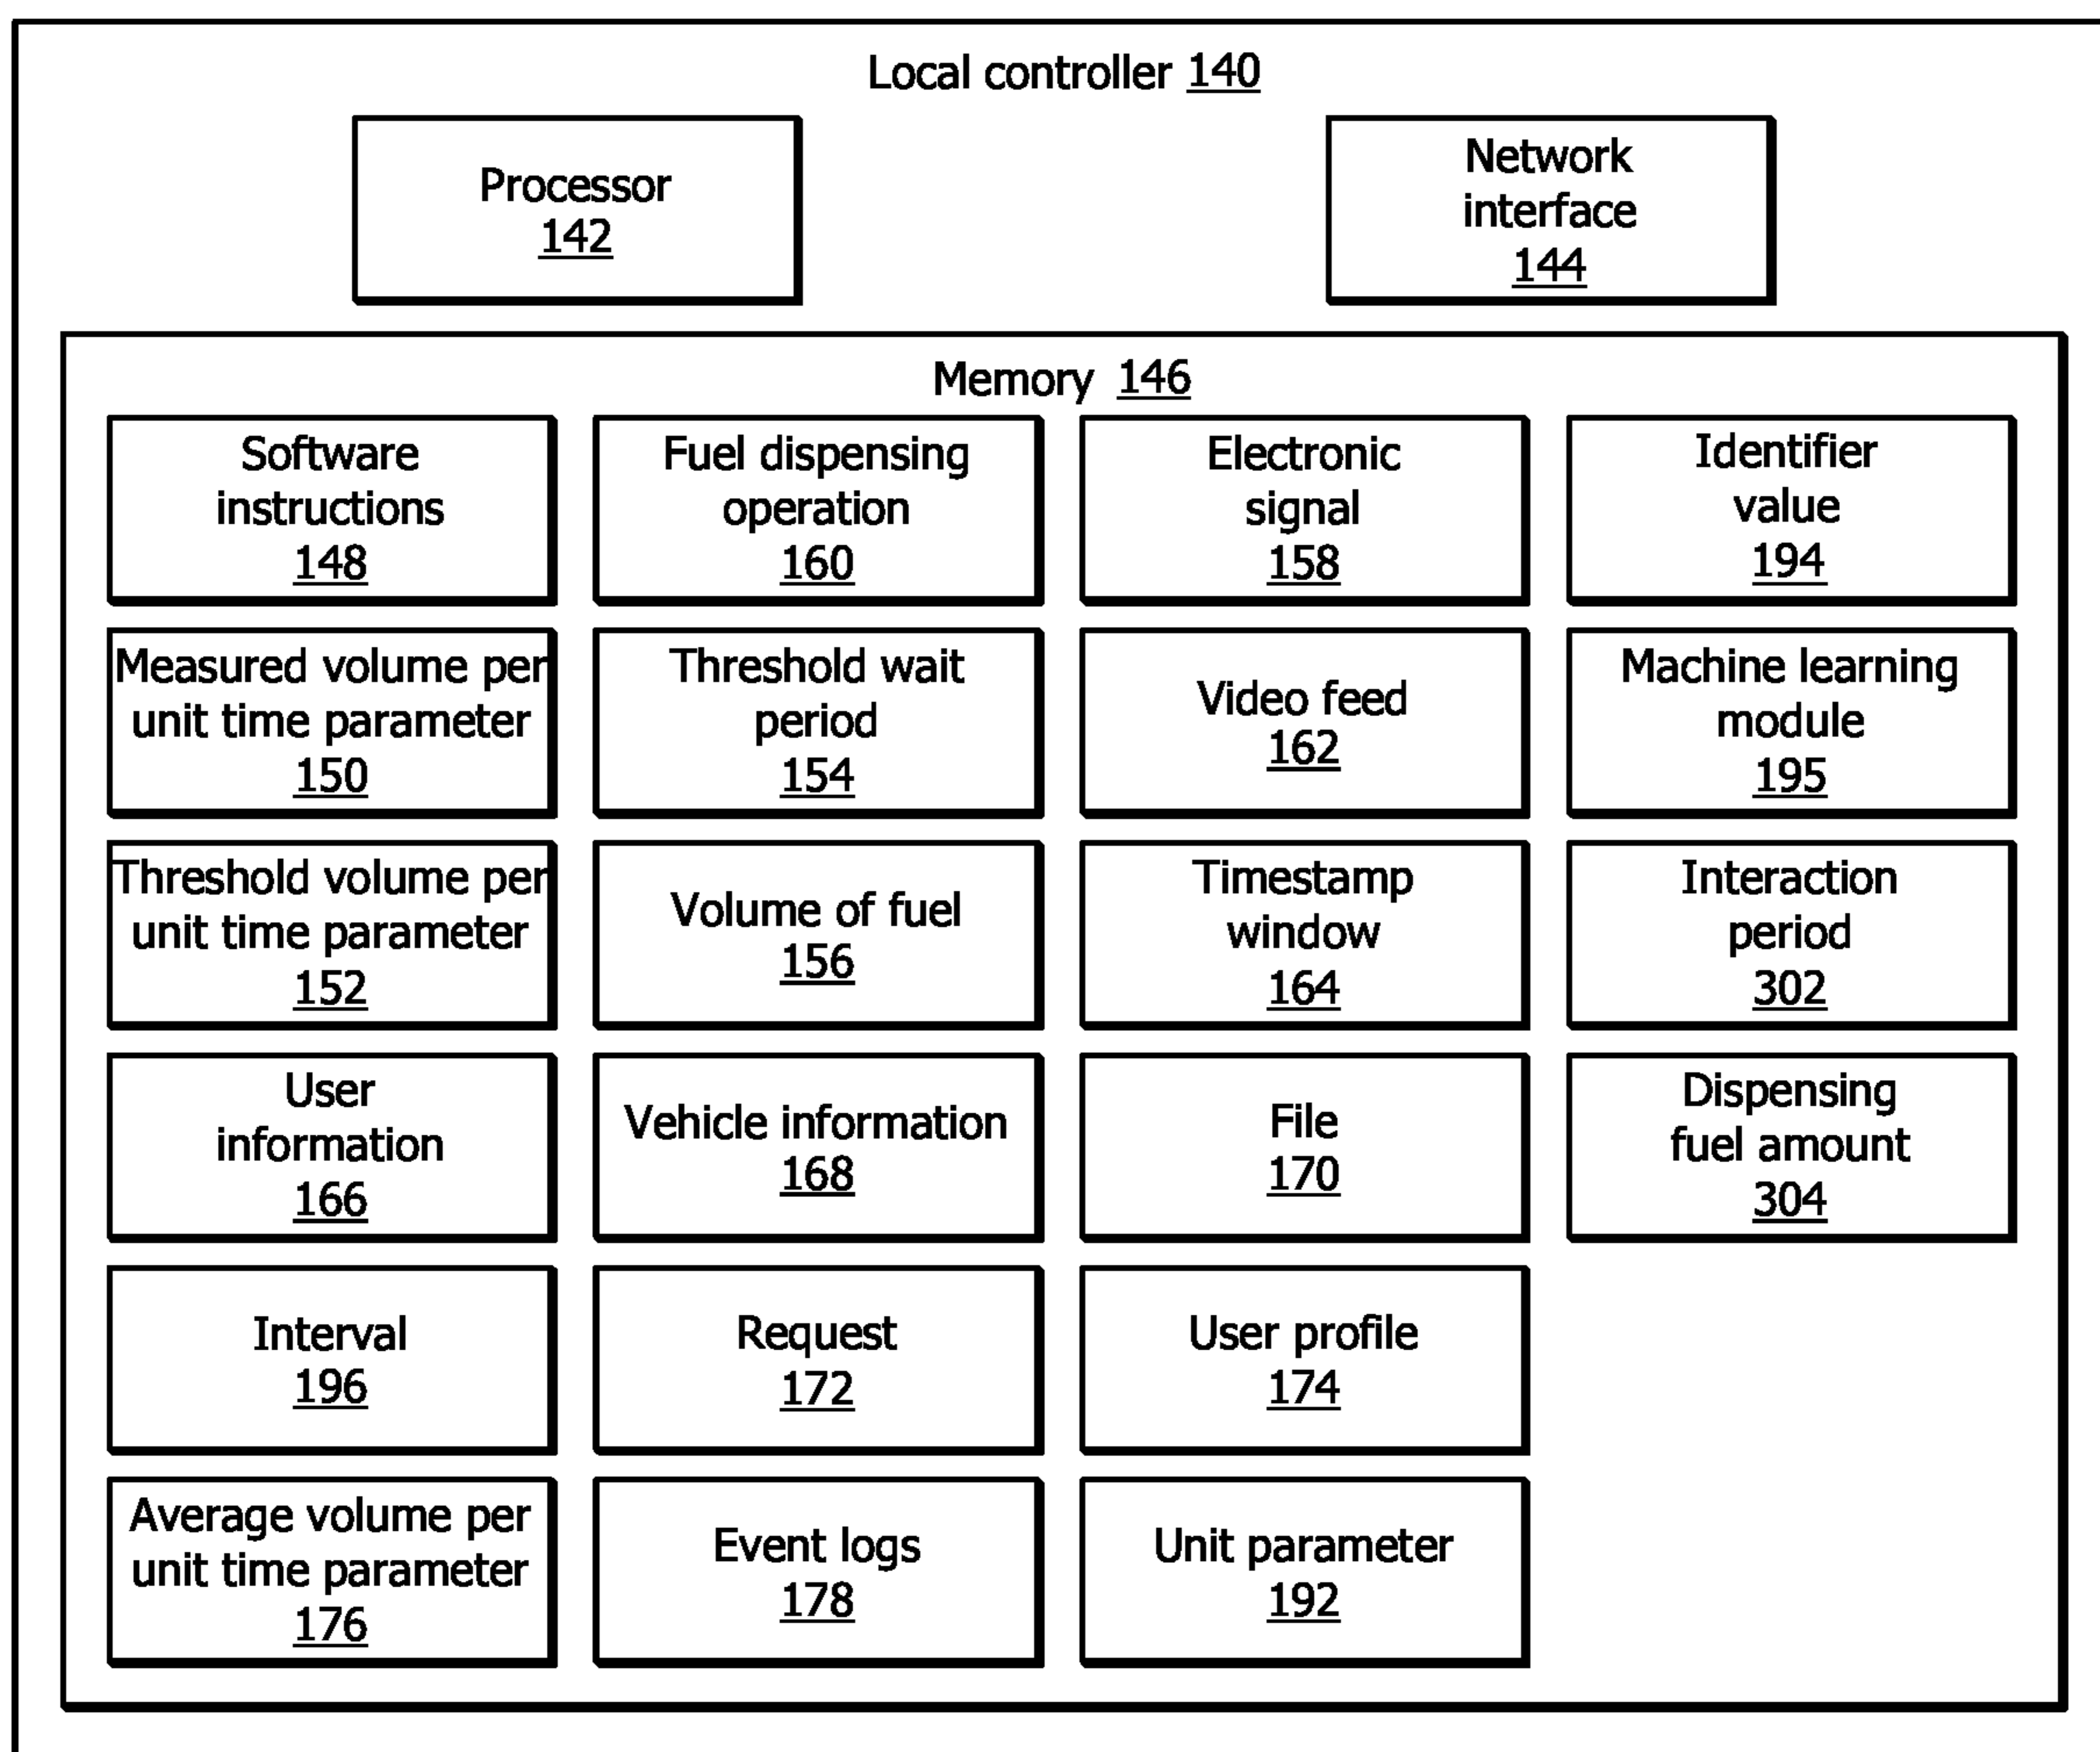 Local controller 140
Processor
142
Network
interface
144
Memory 146
Software
instructions
148
Fuel dispensing
operation
160
Electronic
signal
158
Identifier
value
194
Measured volume per
unit time parameter
150
Threshold wait
period
154
Video feed
162
Machine learning
module
195
Threshold volume per
unit time parameter
152
Volume of fuel
156
Timestamp
window
164
Interaction
period
302
User
information
166
Vehicle information
168
File
170
Dispensing
fuel amount
304
Interval
196
Request
172
User profile
174
Average volume per
unit time parameter
176
Event logs
178
Unit parameter
192